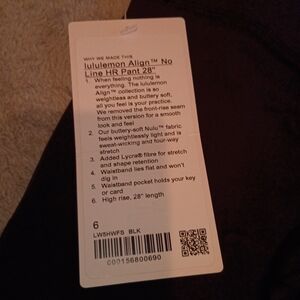 WHY WE MADE THIS
lululemon Align™ No
Line HR Pant 28"
1. When feeling nothing is
everything. The lululemon
Align™ collection is so
weightless and buttery soft,
all you feel is your practice.
We removed the front-rise seam
from this version for a smooth
look and feel
2. Our buttery-soft Nulu™ fabric
feels weightlessly light and is
sweat-wicking and four-way
stretch
3. Added Lycra® fibre for stretch
and shape retention
4. Waistband lies flat and won't
dig in
5. Waistband pocket holds your key
or card
6. High rise, 28" length
6
LW5HWFS BLK
000156800690